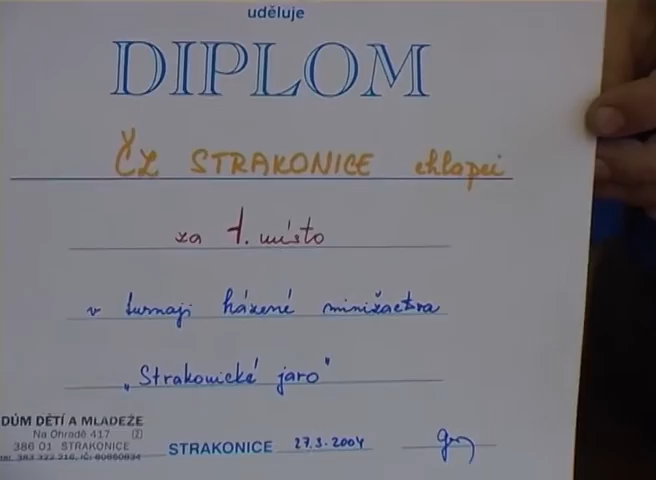 uděluje
DIPLOM
ČZ STRAKONICE chlapci
za 1. místo
v turnaji házené minižactva
„Strakonické jaro"
DŮM DĚTÍ A MLÁDEŽE
Na Ohradě 417 2
386 01 STRAKONICE
STRAKONICE 27.3.2004